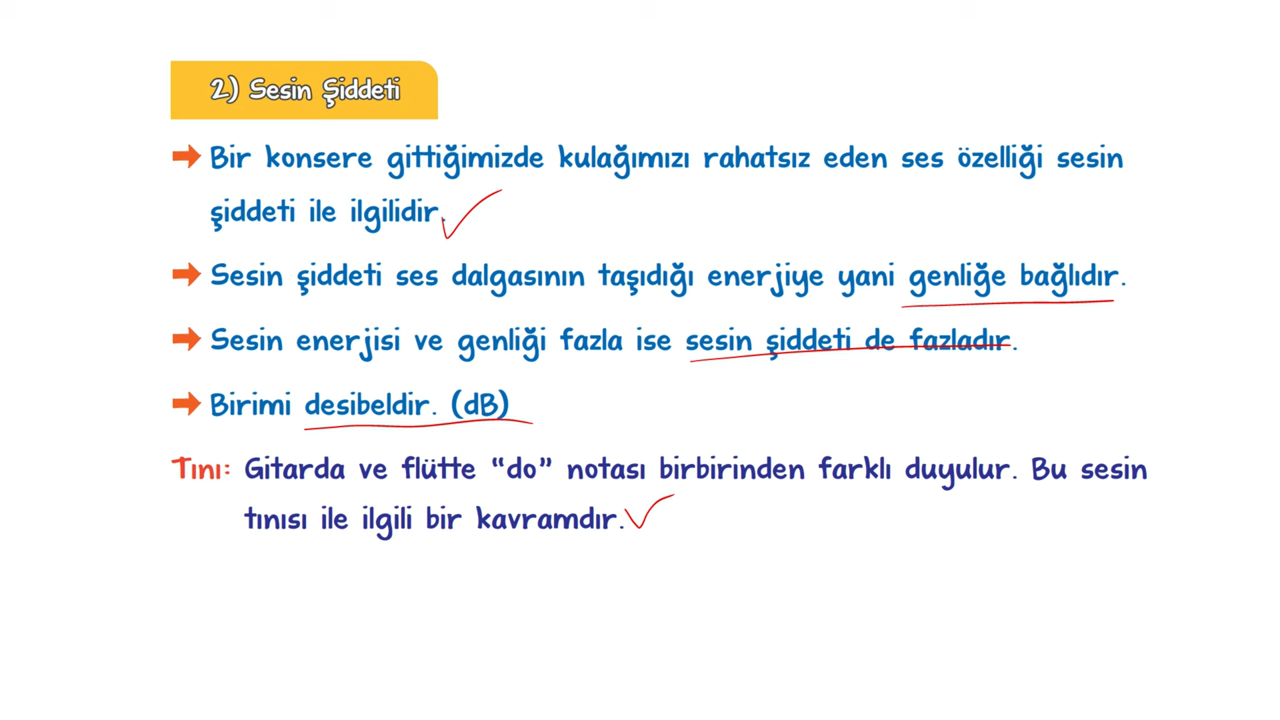 2) Sesin Şiddeti
Bir konsere gittiğimizde kulağımızı rahatsız eden ses özelliği sesin
şiddeti ile ilgilidir.
Sesin şiddeti ses dalgasının taşıdığı enerjiye yani genliğe bağlıdır.
Sesin enerjisi ve genliği fazla ise sesin şiddeti de fazladır.
Birimi desibeldir. (dB)
Tını: Gitarda ve flütte “do” notası birbirinden farklı duyulur. Bu sesin
tınısı ile ilgili bir kavramdır.